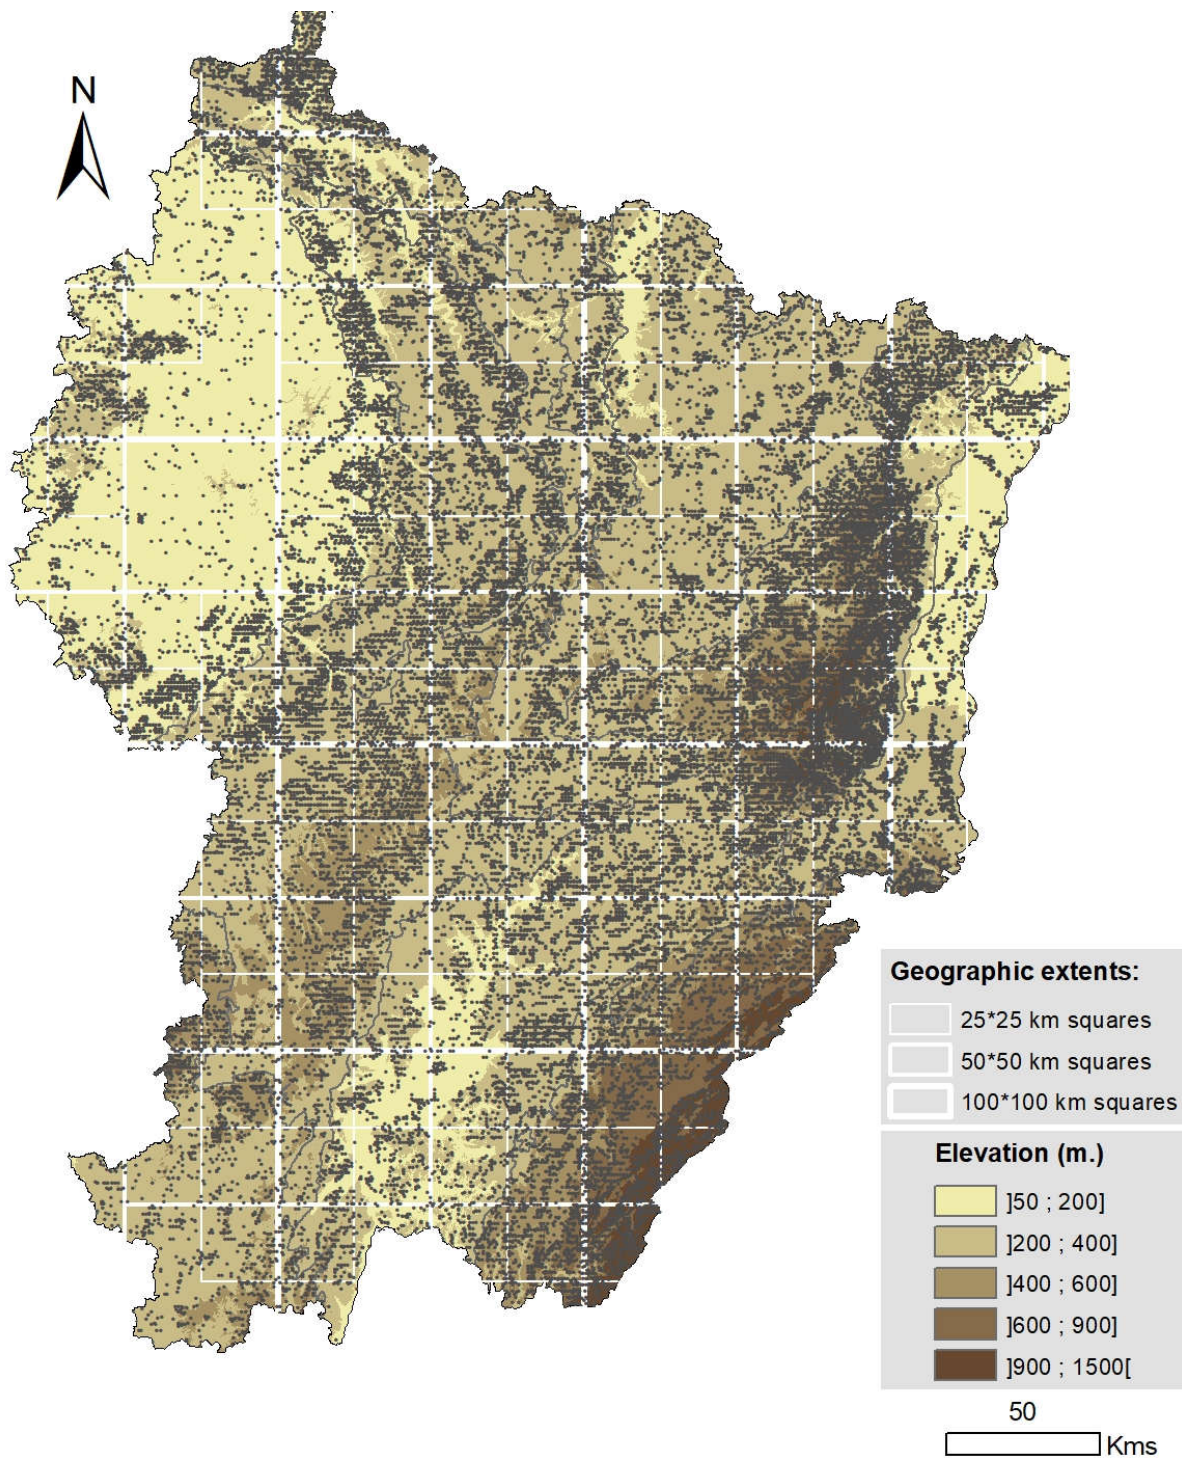 N
Geographic extents:
25*25 km squares
50*50 km squares
100*100 km squares
Elevation (m.)
]50 ; 200]
]200 ; 400]
]400 ; 600]
]600 ; 900]
]900 ; 1500[
50
Kms